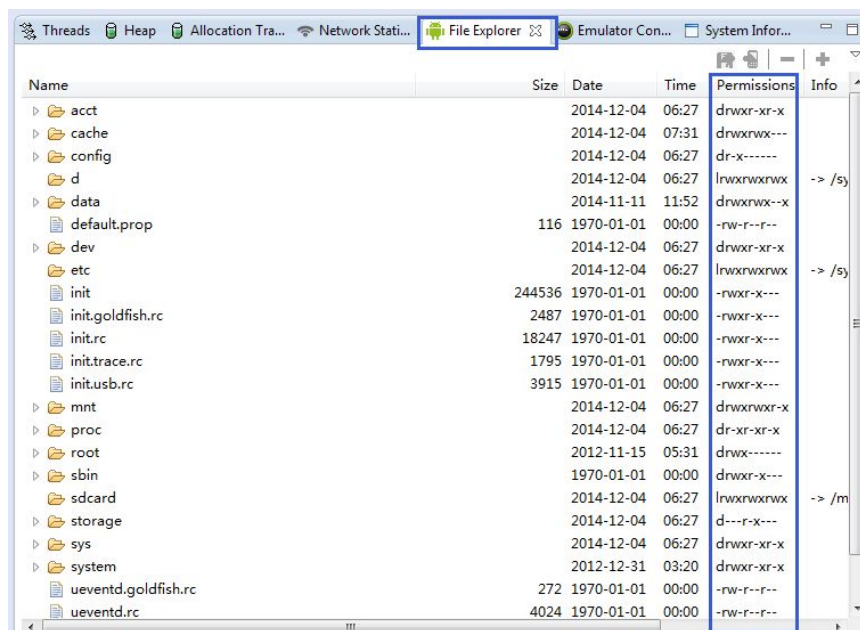 Threads Heap Allocation Tra... Network Stati... File Explorer Emulator Con... System Infor...
Name Size Date Time Permissions Info
acct 2014-12-04 06:27 drwxr-xr-x
cache 2014-12-04 07:31 drwxrwx---
config 2014-12-04 06:27 dr-x------
d 2014-12-04 06:27 lrwxrwxrwx -> /sy
data 2014-11-11 11:52 drwxrwx--x
default.prop 116 1970-01-01 00:00 -rw-r--r--
dev 2014-12-04 06:27 drwxr-xr-x
etc 2014-12-04 06:27 lrwxrwxrwx -> /sy
init 244536 1970-01-01 00:00 -rwxr-x---
init.goldfish.rc 2487 1970-01-01 00:00 -rwxr-x---
init.rc 18247 1970-01-01 00:00 -rwxr-x---
init.trace.rc 1795 1970-01-01 00:00 -rwxr-x---
init.usb.rc 3915 1970-01-01 00:00 -rwxr-x---
mnt 2014-12-04 06:27 drwxrwxr-x
proc 2014-12-04 06:27 dr-xr-xr-x
root 2012-11-15 05:31 drwx------
sbin 1970-01-01 00:00 drwxr-x---
sdcard 2014-12-04 06:27 lrwxrwxrwx -> /m
storage 2014-12-04 06:27 d---r-x---
sys 2014-12-04 06:27 drwxr-xr-x
system 2012-12-31 03:20 drwxr-xr-x
ueventd.goldfish.rc 272 1970-01-01 00:00 -rw-r--r--
ueventd.rc 4024 1970-01-01 00:00 -rw-r--r--